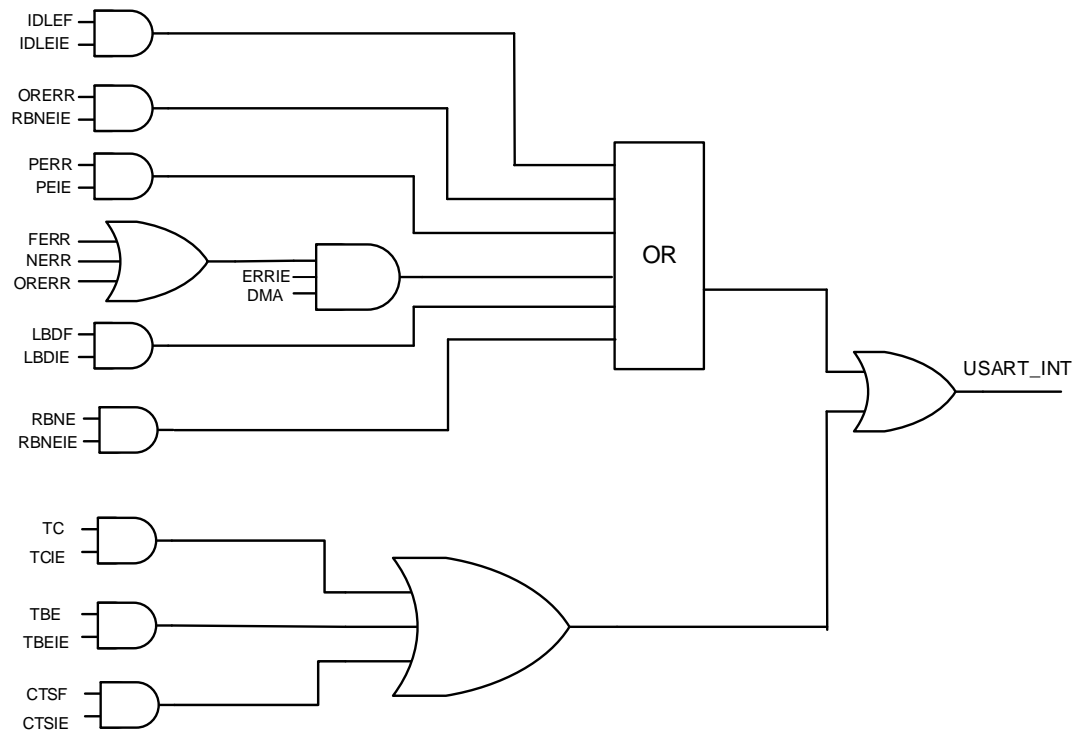 IDLEF
IDLEIE
ORERR
RBNEIE
PERR
PEIE
FERR
NERR
ORERR
ERRIE
DMA
OR
LBDF
LBDIE
USART_INT
RBNE
RBNEIE
TC
TCIE
TBE
TBEIE
CTSF
CTSIE